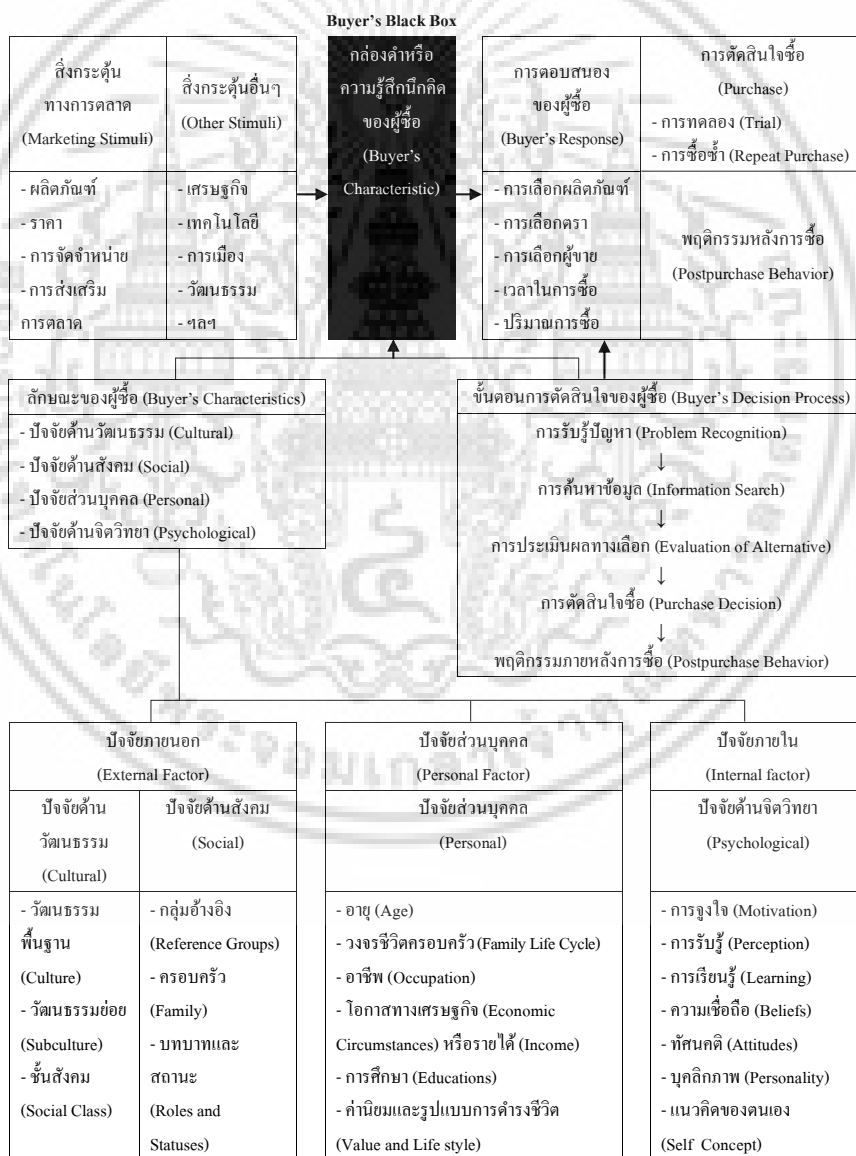 Buyer's Black Box
สิ่งกระตุ้น
ทางการตลาด
(Marketing Stimuli)
สิ่งกระตุ้นอื่นๆ
(Other Stimuli)
- ผลิตภัณฑ์
- ราคา
- การจัดจำหน่าย
- การส่งเสริม
การตลาด
- เศรษฐกิจ
- เทคโนโลยี
- การเมือง
- วัฒนธรรม
- ฯลฯ
กล่องดำหรือ
ความรู้สึกนึกคิด
ของผู้ซื้อ
(Buyer's
Characteristic)
การตอบสนอง
ของผู้ซื้อ
(Buyer's Response)
- การเลือกผลิตภัณฑ์
- การเลือกตรา
- การเลือกผู้ขาย
- เวลาในการซื้อ
- ปริมาณการซื้อ
การตัดสินใจซื้อ
(Purchase)
- การทดลอง (Trial)
- การซื้อซ้ำ (Repeat Purchase)
พฤติกรรมหลังการซื้อ
(Postpurchase Behavior)
ลักษณะของผู้ซื้อ (Buyer's Characteristics)
- ปัจจัยด้านวัฒนธรรม (Cultural)
- ปัจจัยด้านสังคม (Social)
- ปัจจัยส่วนบุคคล (Personal)
- ปัจจัยด้านจิตวิทยา (Psychological)
ขั้นตอนการตัดสินใจของผู้ซื้อ (Buyer's Decision Process)
การรับรู้ปัญหา (Problem Recognition)
↓
การค้นหาข้อมูล (Information Search)
↓
การประเมินผลทางเลือก (Evaluation of Alternative)
↓
การตัดสินใจซื้อ (Purchase Decision)
↓
พฤติกรรมภายหลังการซื้อ (Postpurchase Behavior)
ปัจจัยภายนอก
(External Factor)
ปัจจัยด้าน
วัฒนธรรม
(Cultural)
ปัจจัยด้านสังคม
(Social)
- วัฒนธรรม
พื้นฐาน
(Culture)
- วัฒนธรรมย่อย
(Subculture)
- ชั้นสังคม
(Social Class)
- กลุ่มอ้างอิง
(Reference Groups)
- ครอบครัว
(Family)
- บทบาทและ
สถานะ
(Roles and
Statuses)
ปัจจัยส่วนบุคคล
(Personal Factor)
ปัจจัยส่วนบุคคล
(Personal)
- อายุ (Age)
- วงจรชีวิตครอบครัว (Family Life Cycle)
- อาชีพ (Occupation)
- โอกาสทางเศรษฐกิจ (Economic
Circumstances) หรือรายได้ (Income)
- การศึกษา (Educations)
- ค่านิยมและรูปแบบการดำรงชีวิต
(Value and Life style)
ปัจจัยภายใน
(Internal factor)
ปัจจัยด้านจิตวิทยา
(Psychological)
- การจูงใจ (Motivation)
- การรับรู้ (Perception)
- การเรียนรู้ (Learning)
- ความเชื่อถือ (Beliefs)
- ทัศนคติ (Attitudes)
- บุคลิกภาพ (Personality)
- แนวคิดของตนเอง
(Self Concept)